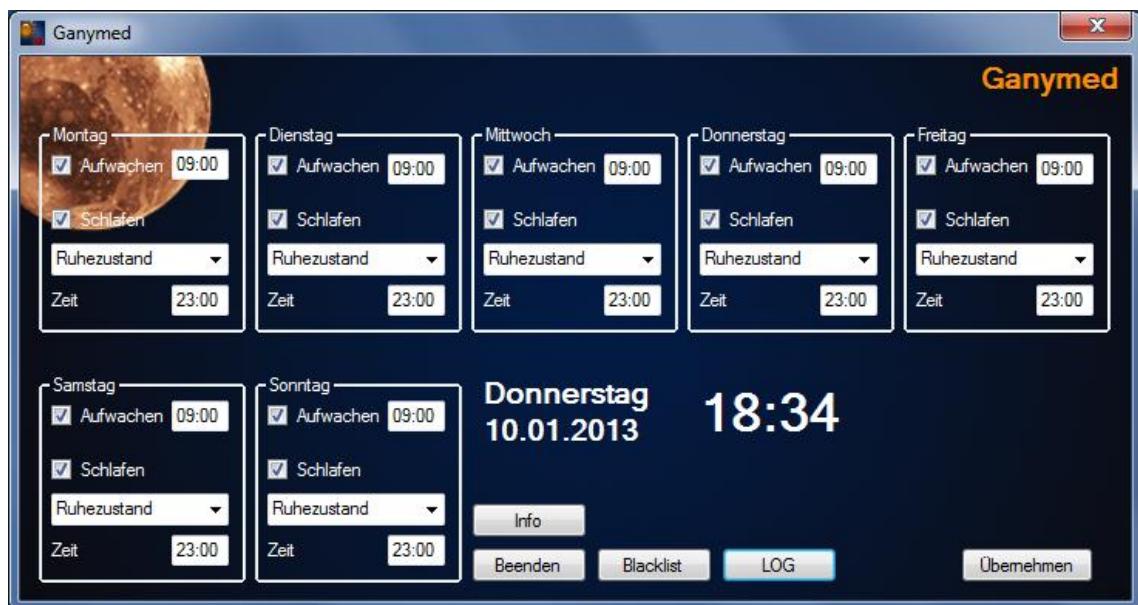 Ganymed
Ganymed
Montag
Aufwachen 09:00
Schlafen
Ruhezustand
Zeit 23:00
Dienstag
Aufwachen 09:00
Schlafen
Ruhezustand
Zeit 23:00
Mittwoch
Aufwachen 09:00
Schlafen
Ruhezustand
Zeit 23:00
Donnerstag
Aufwachen 09:00
Schlafen
Ruhezustand
Zeit 23:00
Freitag
Aufwachen 09:00
Schlafen
Ruhezustand
Zeit 23:00
Samstag
Aufwachen 09:00
Schlafen
Ruhezustand
Zeit 23:00
Sonntag
Aufwachen 09:00
Schlafen
Ruhezustand
Zeit 23:00
Donnerstag
10.01.2013
18:34
Info
Beenden Blacklist LOG Übernehmen